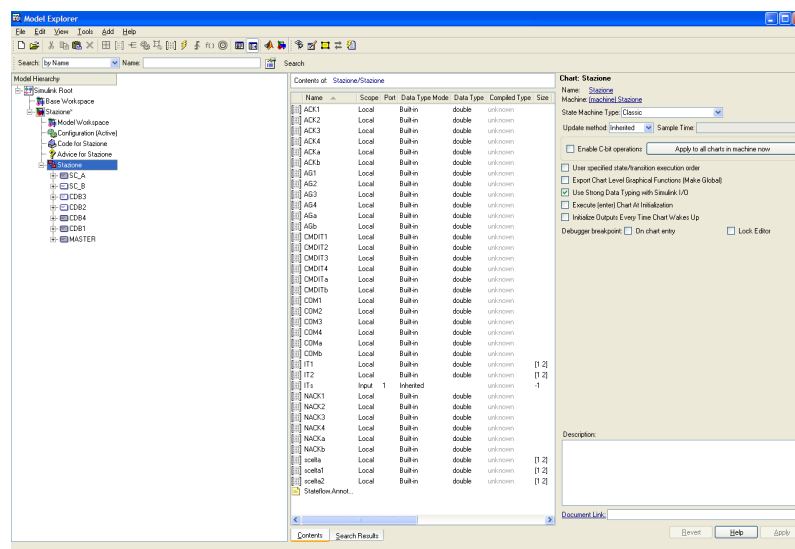 Model Explorer
File Edit View Tools Add Help
Search: by Name Name: Search
Model Hierarchy
Simulink Root
Base Workspace
Stazione*
Model Workspace
Configuration (Active)
Code for Stazione
Advice for Stazione
Stazione
SC_A
SC_B
CDB3
CDB2
CDB4
CDB1
MASTER
Contents of: Stazione/Stazione
Name Scope Port Data Type Mode Data Type Compiled Type Size
ACK1 Local Built-in double unknown
ACK2 Local Built-in double unknown
ACK3 Local Built-in double unknown
ACK4 Local Built-in double unknown
ACKa Local Built-in double unknown
ACKb Local Built-in double unknown
AG1 Local Built-in double unknown
AG2 Local Built-in double unknown
AG3 Local Built-in double unknown
AG4 Local Built-in double unknown
AGa Local Built-in double unknown
AGb Local Built-in double unknown
CMDIT1 Local Built-in double unknown
CMDIT2 Local Built-in double unknown
CMDIT3 Local Built-in double unknown
CMDIT4 Local Built-in double unknown
CMDITa Local Built-in double unknown
CMDITb Local Built-in double unknown
COM1 Local Built-in double unknown
COM2 Local Built-in double unknown
COM3 Local Built-in double unknown
COM4 Local Built-in double unknown
COMa Local Built-in double unknown
COMb Local Built-in double unknown
IT1 Local Built-in double unknown [1 2]
IT2 Local Built-in double unknown [1 2]
ITs Input 1 Inherited -1
NACK1 Local Built-in double unknown
NACK2 Local Built-in double unknown
NACK3 Local Built-in double unknown
NACK4 Local Built-in double unknown
NACKa Local Built-in double unknown
NACKb Local Built-in double unknown
scelta Local Built-in double unknown [1 2]
scelta1 Local Built-in double unknown [1 2]
scelta2 Local Built-in double unknown [1 2]
Stateflow.Annot...
Contents Search Results
Chart: Stazione
Name: Stazione
Machine: (machine) Stazione
State Machine Type: Classic
Update method: Inherited Sample Time:
Enable C-bit operations Apply to all charts in machine now
User specified state/transition execution order
Export Chart Level Graphical Functions (Make Global)
Use Strong Data Typing with Simulink I/O
Execute (enter) Chart At Initialization
Initialize Outputs Every Time Chart Wakes Up
Debugger breakpoint: On chart entry Lock Editor
Description:
Document Link:
Revert Help Apply